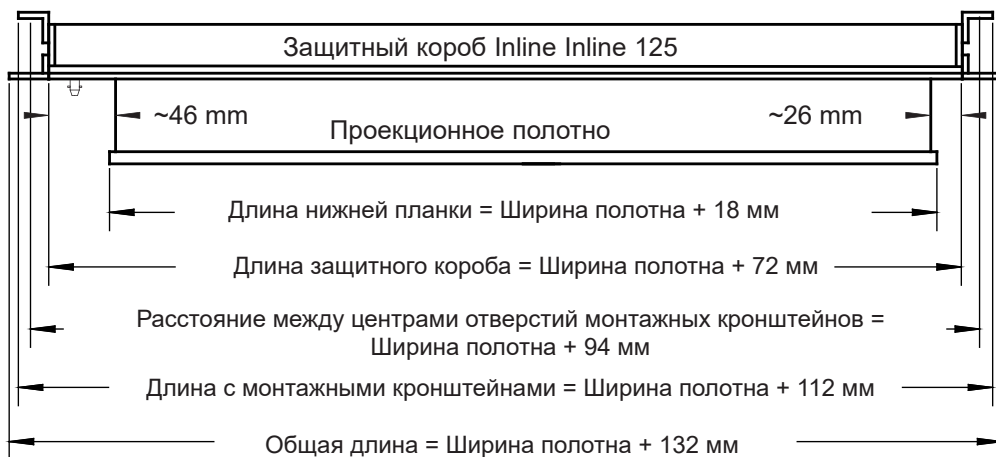 Защитный короб Inline Inline 125
~46 mm
~26 mm
Проекционное полотно
Длина нижней планки = Ширина полотна + 18 мм
Длина защитного короба = Ширина полотна + 72 мм
Расстояние между центрами отверстий монтажных кронштейнов =
Ширина полотна + 94 мм
Длина с монтажными кронштейнами = Ширина полотна + 112 мм
Общая длина = Ширина полотна + 132 мм